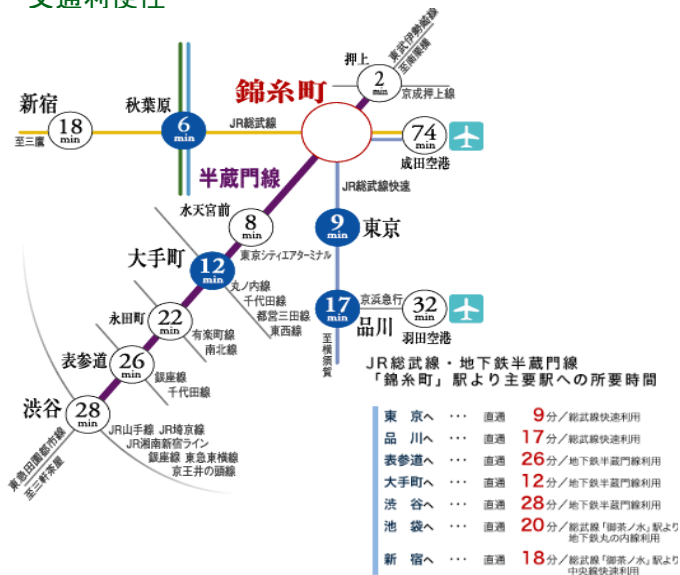 交通利便性
東武伊勢崎線
至南栗橋
押上
2
min
京成押上線
錦糸町
新宿
18
min
至三鷹
秋葉原
6
min
JR総武線
74
min
成田空港
半蔵門線
JR総武線快速
水天宮前
8
min
東京シティエアターミナル
9
min
東京
大手町
12
min
丸ノ内線
千代田線
都営三田線
東西線
17
min
品川
京浜急行
32
min
羽田空港
至横須賀
永田町
22
min
有楽町線
南北線
表参道
26
min
銀座線
千代田線
渋谷
28
min
JR山手線 JR埼京線
JR湘南新宿ライン
銀座線 東急東横線
京王井の頭線
東急田園都市線
至三軒茶屋
JR総武線・地下鉄半蔵門線
「錦糸町」駅より主要駅への所要時間
東 京へ ··· 直通 9分/総武線快速利用
品 川へ ··· 直通 17分/総武線快速利用
表参道へ ··· 直通 26分/地下鉄半蔵門線利用
大手町へ ··· 直通 12分/地下鉄半蔵門線利用
渋 谷へ ··· 直通 28分/地下鉄半蔵門線利用
池 袋へ ··· 直通 20分/総武線「御茶ノ水」駅より
地下鉄丸の内線利用
新 宿へ ··· 直通 18分/総武線「御茶ノ水」駅より
中央線快速利用